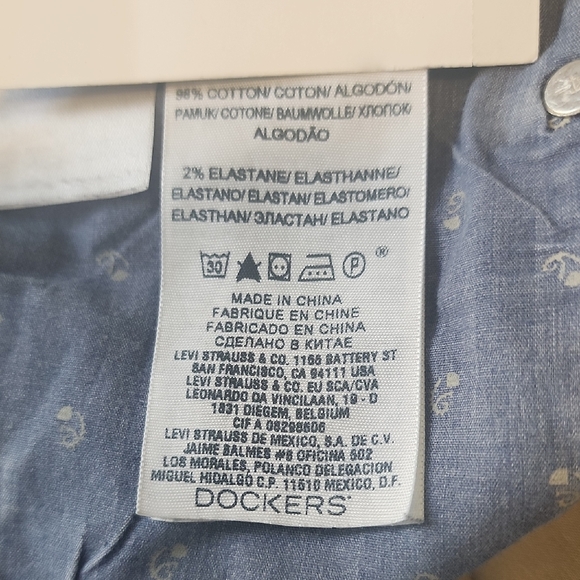 98% COTTON/ COTON/ ALGODÓN/
PAMUK/ COTONE/ BAUMWOLLE/ ХЛОПОК/
ALGODÃO
2% ELASTANE/ ELASTHANNE/
ELASTANO/ ELASTAN/ ELASTOMERO/
ELASTHAN/ ЭЛАСТАН/ ELASTANO
30 P ®
MADE IN CHINA
FABRIQUE EN CHINE
FABRICADO EN CHINA
СДЕЛАНО В КИТАЕ
LEVI STRAUSS & CO. 1155 BATTERY ST
SAN FRANCISCO, CA 94111 USA
LEVI STRAUSS & CO. EU SCA/CVA
LEONARDO DA VINCILAAN, 19 - D
1831 DIEGEM, BELGIUM
CIF A 08298606
LEVI STRAUSS DE MEXICO, S.A. DE C.V.
JAIME BALMES #8 OFICINA 502
LOS MORALES, POLANCO DELEGACION
MIGUEL HIDALGO C.P. 11510 MEXICO, D.F.
DOCKERS®